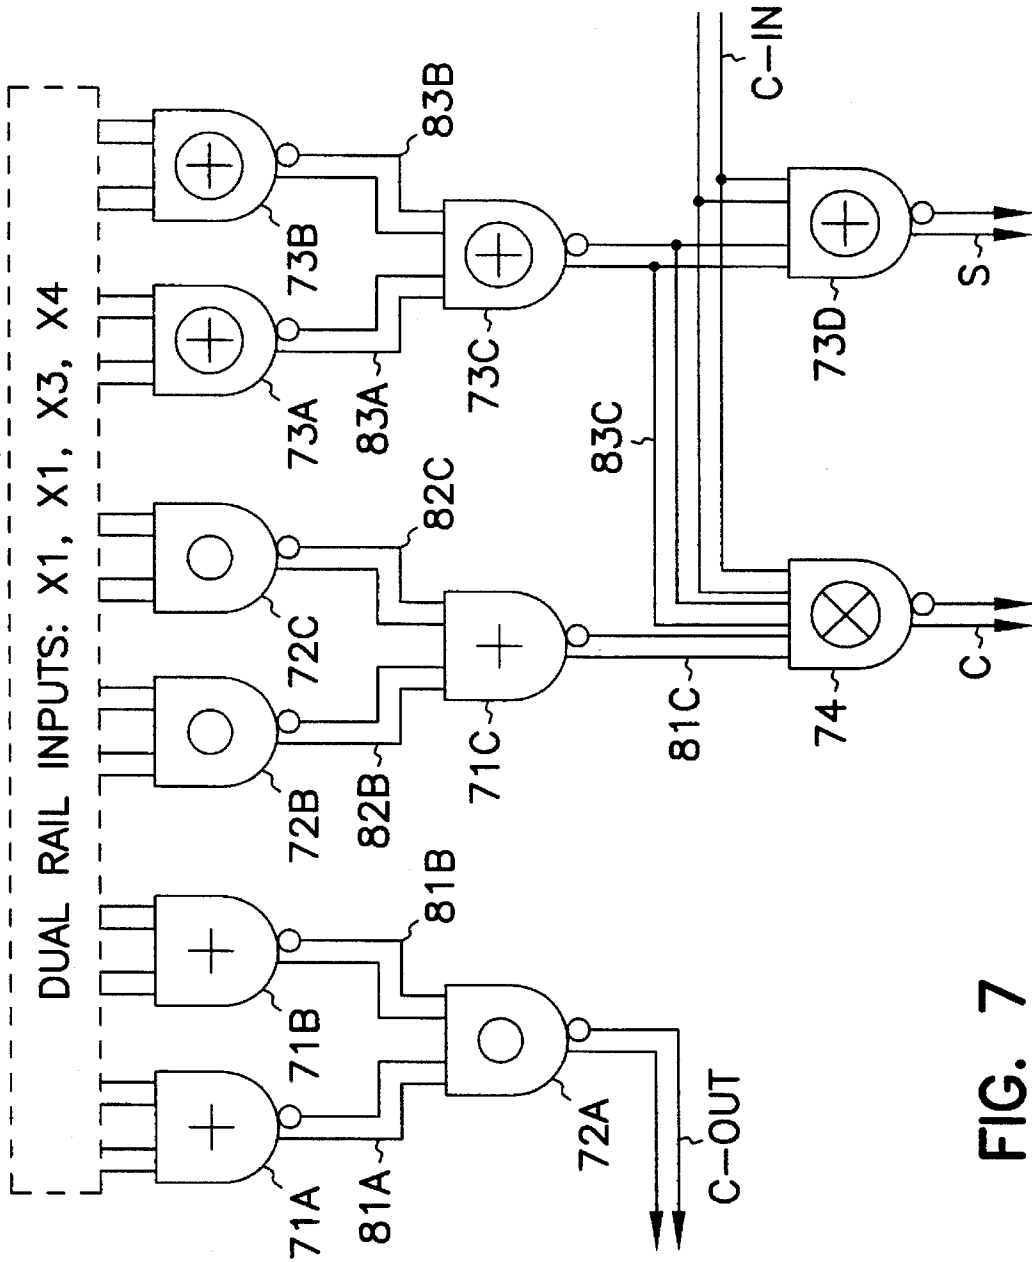 DUAL RAIL INPUTS: X1, X1, X3, X4
71A
71B
72B
72C
73A
73B
81A
81B
82B
82C
83A
83B
72A
71C
73C
C-OUT
81C
83C
C-IN
74
73D
C
S
FIG. 7